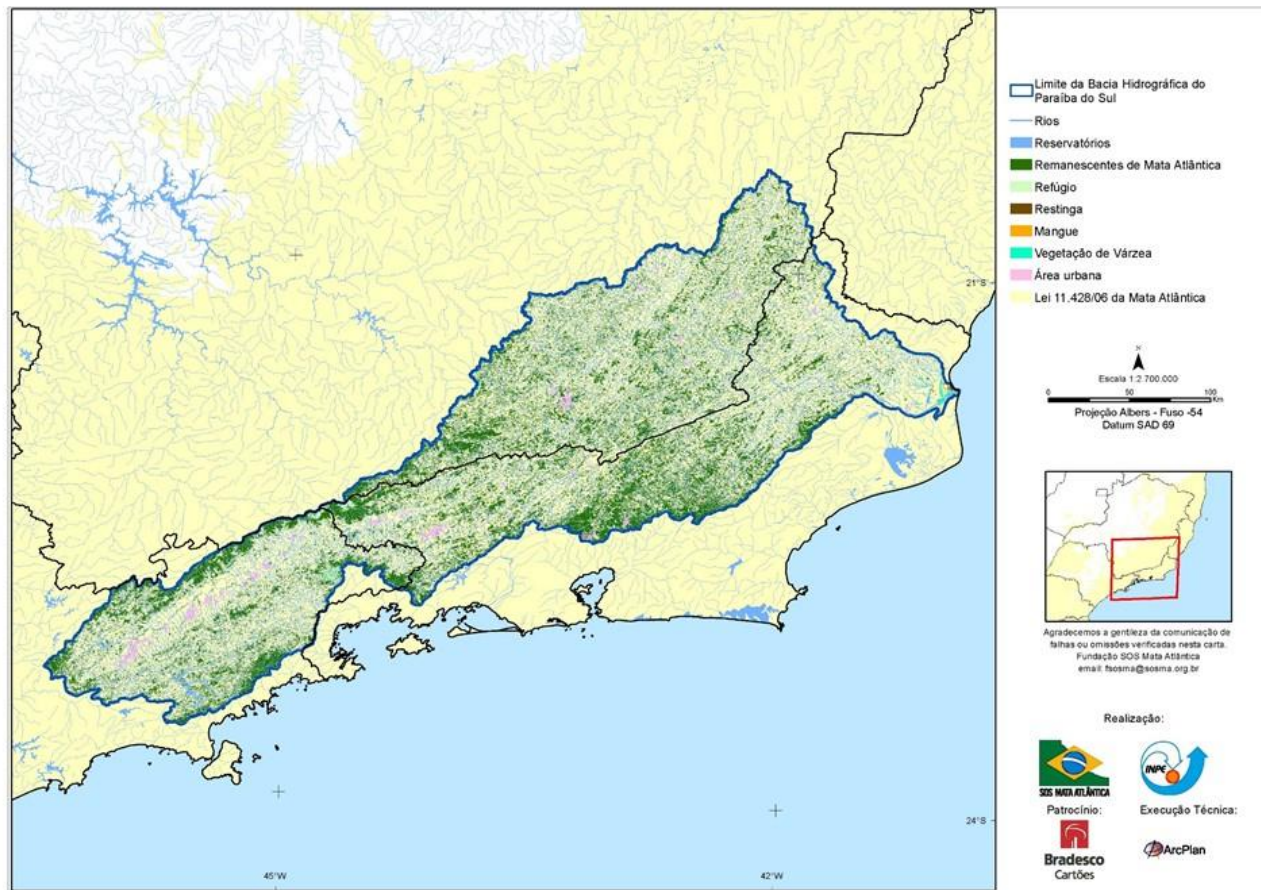 Limite da Bacia Hidrográfica do
Paraíba do Sul
Rios
Reservatórios
Remanescentes de Mata Atlântica
Refúgio
Restinga
Mangue
Vegetação de Várzea
Área urbana
Lei 11.428/06 da Mata Atlântica
N
Escala 1:2 700.000
0 50 100
Km
Projeção Albers - Fuso -54
Datum SAD 69
21°S
24°S
45°W
42°W
Agradecemos a gentileza da comunicação de
falhas ou omissões verificadas nesta carta.
Fundação SOS Mata Atlântica
email: fsosma@sosma.org.br
Realização:
SOS MATA ATLÂNTICA
INPE
Patrocínio:
Execução Técnica:
Bradesco
Cartões
ArcPlan